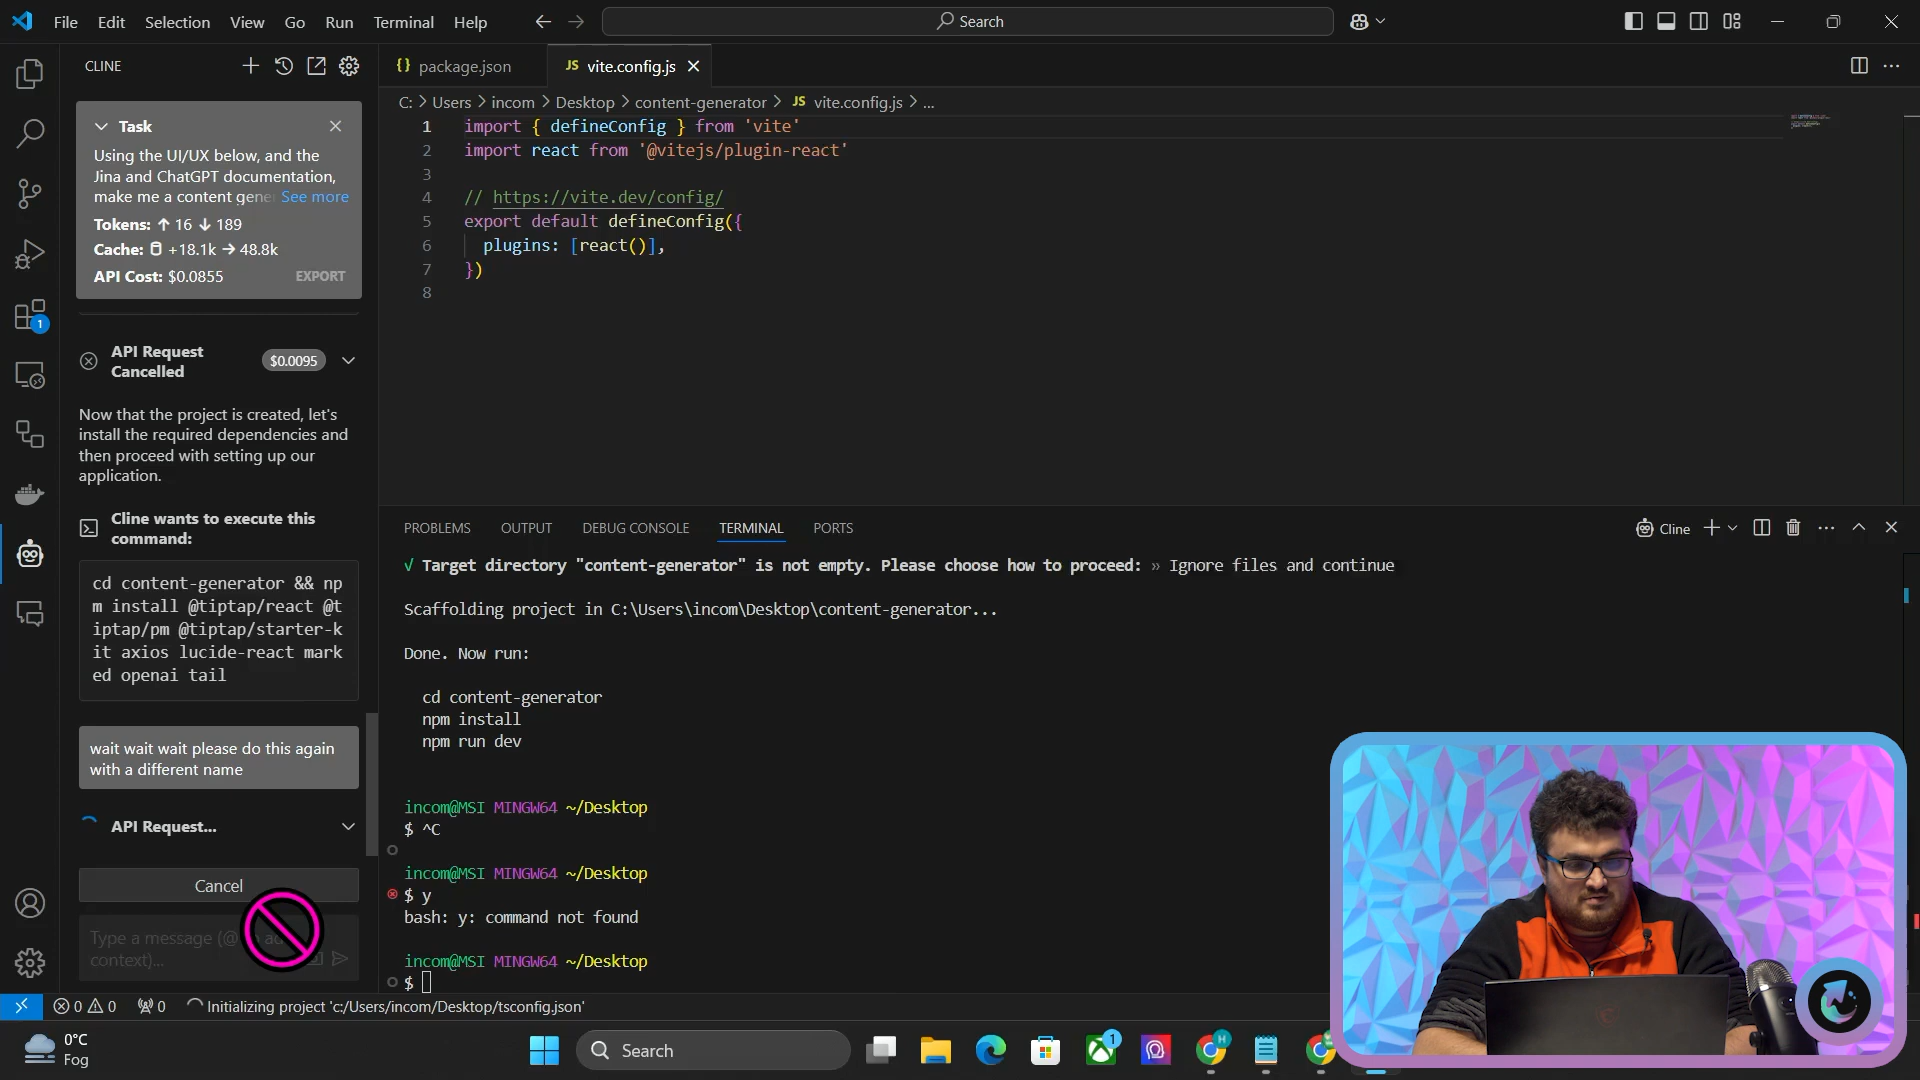 File Edit Selection View Go Run Terminal Help
Search
CLINE
package.json
JS vite.config.js
C: > Users > incom > Desktop > content-generator > JS vite.config.js > ...
Task
Using the UI/UX below, and the
Jina and ChatGPT documentation,
make me a content gene See more
Tokens: ↑ 16 ↓ 189
Cache: +18.1k → 48.8k
API Cost: $0.0855 EXPORT
1 import { defineConfig } from 'vite'
2 import react from '@vitejs/plugin-react'
3
4 // https://vite.dev/config/
5 export default defineConfig({
6 plugins: [react()],
7 })
8
1
API Request
Cancelled
$0.0095
Now that the project is created, let's
install the required dependencies and
then proceed with setting up our
application.
Cline wants to execute this
command:
cd content-generator && np
m install @tiptap/react @t
iptap/pm @tiptap/starter-k
it axios lucide-react mark
ed openai tail
wait wait wait please do this again
with a different name
API Request...
Cancel
Type a message (@
context)...
PROBLEMS OUTPUT DEBUG CONSOLE TERMINAL PORTS
Cline
√ Target directory "content-generator" is not empty. Please choose how to proceed: » Ignore files and continue
Scaffolding project in C:\Users\incom\Desktop\content-generator...
Done. Now run:
cd content-generator
npm install
npm run dev
incom@MSI MINGW64 ~/Desktop
$ ^C
incom@MSI MINGW64 ~/Desktop
$ y
bash: y: command not found
incom@MSI MINGW64 ~/Desktop
$
0 0 0 Initializing project 'c:/Users/incom/Desktop/tsconfig.json'
0°C
Fog
Search
1
H